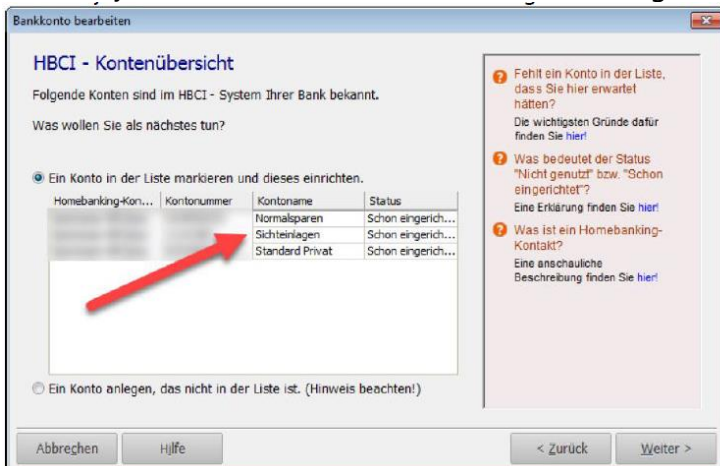 Bankkonto bearbeiten
HBCI - Kontenübersicht
Folgende Konten sind im HBCI - System Ihrer Bank bekannt.
Was wollen Sie als nächstes tun?
Ein Konto in der Liste markieren und dieses einrichten.
Homebanking-Kon... Kontonummer Kontoname Status
Normalsparen Schon eingerich...
Sichteinlagen Schon eingerich...
Standard Privat Schon eingerich...
Ein Konto anlegen, das nicht in der Liste ist. (Hinweis beachten!)
Fehlt ein Konto in der Liste,
dass Sie hier erwartet
hätten?
Die wichtigsten Gründe dafür
finden Sie hier!
Was bedeutet der Status
"Nicht genutzt" bzw. "Schon
eingerichtet"?
Eine Erklärung finden Sie hier!
Was ist ein Homebanking-
Kontakt?
Eine anschauliche
Beschreibung finden Sie hier!
Abbrechen Hilfe < Zurück Weiter >